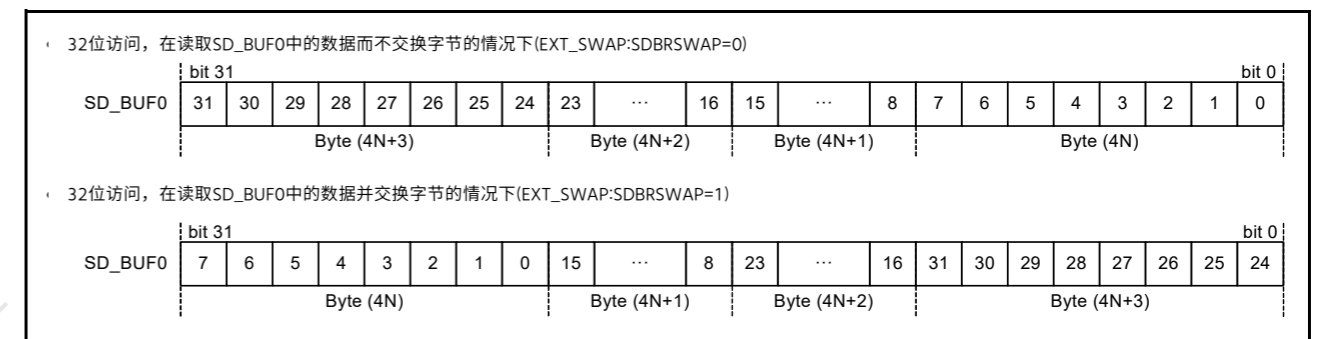 32位访问，在读取SD_BUF0中的数据而不交换字节的情况下(EXT_SWAP:SDBRSWAP=0)
bit 31 bit 0
SD_BUF0 31 30 29 28 27 26 25 24 23 ··· 16 15 ··· 8 7 6 5 4 3 2 1 0
Byte (4N+3) Byte (4N+2) Byte (4N+1) Byte (4N)
32位访问，在读取SD_BUF0中的数据并交换字节的情况下(EXT_SWAP:SDBRSWAP=1)
bit 31 bit 0
SD_BUF0 7 6 5 4 3 2 1 0 15 ··· 8 23 ··· 16 31 30 29 28 27 26 25 24
Byte (4N) Byte (4N+1) Byte (4N+2) Byte (4N+3)